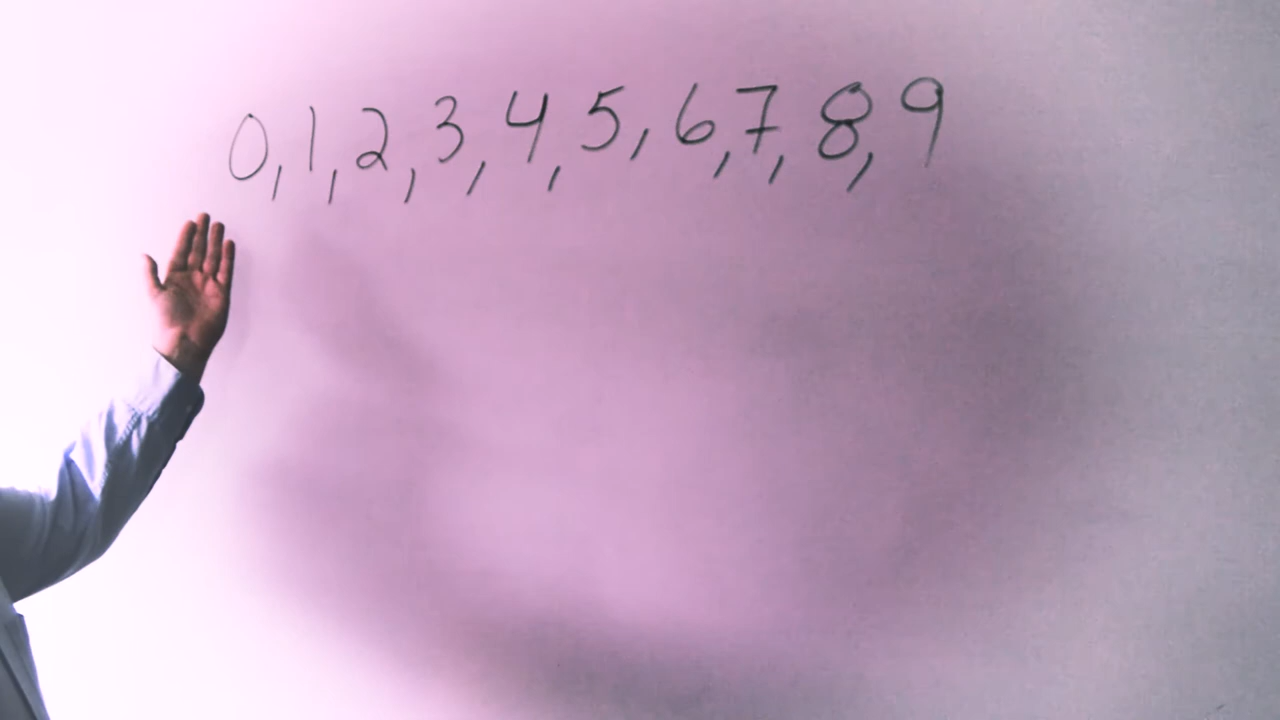 0, 1, 2, 3, 4, 5, 6, 7, 8, 9